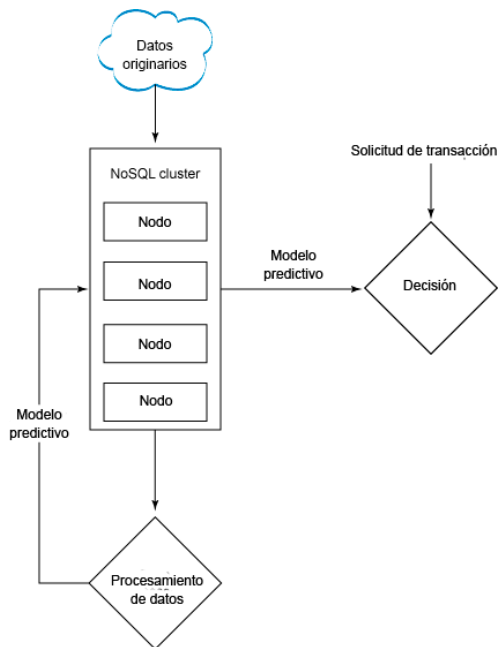 Datos
originarios
Solicitud de transacción
NoSQL cluster
Nodo
Nodo
Nodo
Nodo
Modelo
predictivo
Decisión
Modelo
predictivo
Procesamiento
de datos